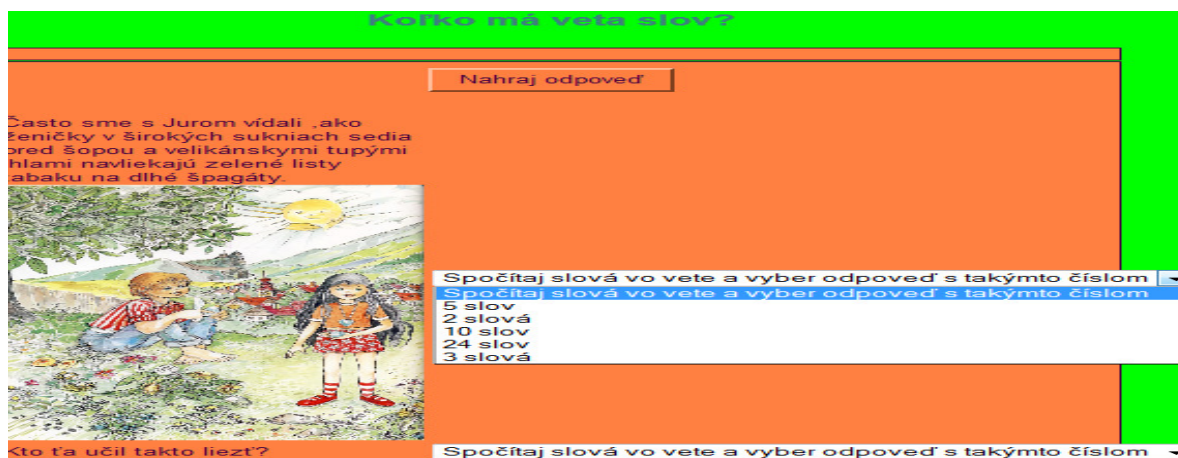 Koľko má veta slov?
Nahraj odpoveď
Často sme s Jurom vídali ,ako
ženičky v širokých sukniach sedia
pred šopou a velikánskymi tupými
ihlami navliekajú zelené listy
tabaku na dlhé špagáty.
Spočítaj slová vo vete a vyber odpoveď s takýmto číslom
Spočítaj slová vo vete a vyber odpoveď s takýmto číslom
5 slov
2 slová
10 slov
24 slov
3 slová
Kto ťa učil takto liezť?
Spočítaj slová vo vete a vyber odpoveď s takýmto číslom